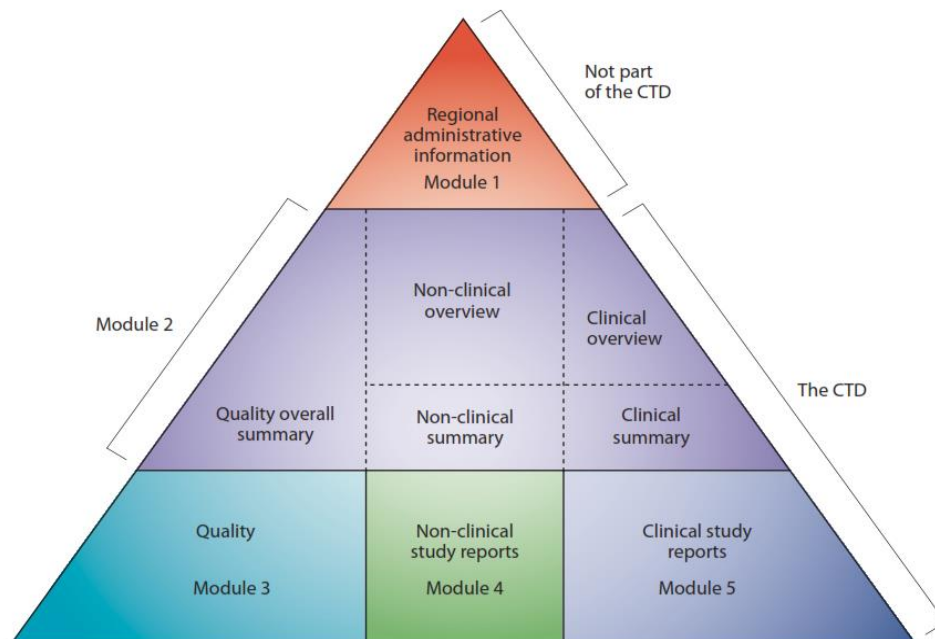 Not part
of the CTD
Regional
administrative
information
Module 1
Module 2
Non-clinical
overview
Clinical
overview
The CTD
Quality overall
summary
Non-clinical
summary
Clinical
summary
Quality
Module 3
Non-clinical
study reports
Module 4
Clinical study
reports
Module 5